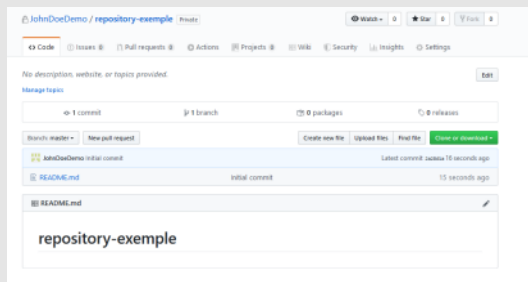 JohnDoeDemo / repository-exemple Private Watch 0 Star 0 Fork 0
Code Issues 0 Pull requests 0 Actions Projects 0 Wiki Security Insights Settings
No description, website, or topics provided. Edit
Manage topics
1 commit 1 branch 0 packages 0 releases
Branch: master New pull request Create new file Upload files Find file Clone or download
JohnDoeDemo Initial commit Latest commit 16 seconds ago
README.md Initial commit 15 seconds ago
README.md
repository-exemple